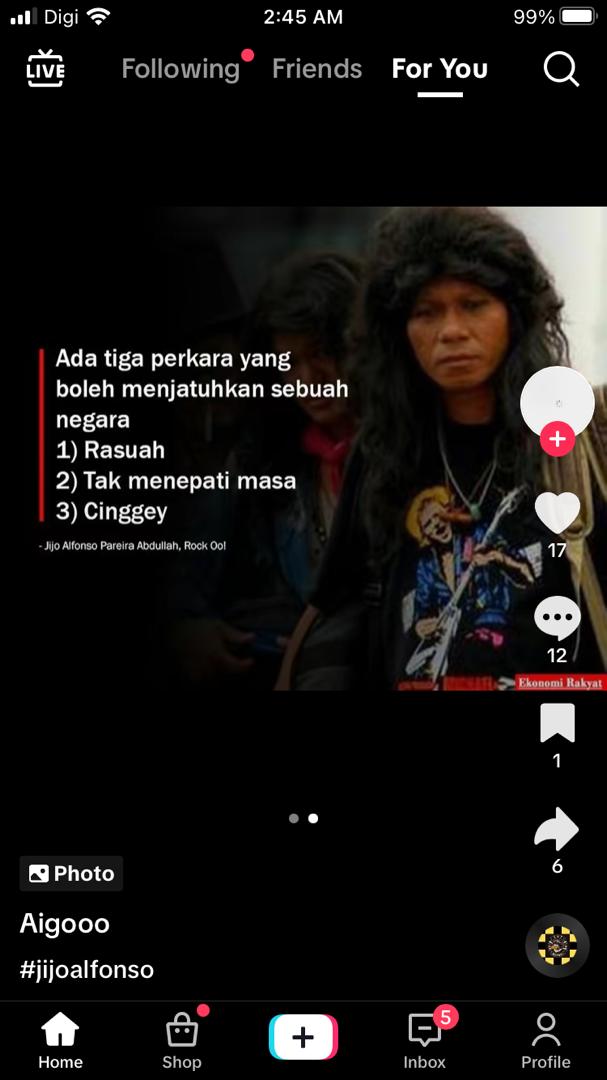 Digi
2:45 AM
99%
LIVE
Following
Friends
For You
Ada tiga perkara yang
boleh menjatuhkan sebuah
negara
1) Rasuah
2) Tak menepati masa
3) Cinggey
- Jijo Alfonso Pareira Abdullah, Rock Oo!
17
12
Ekonomi Rakyat
1
6
Photo
Aigooo
#jijoalfonso
5
Home
Shop
Inbox
Profile